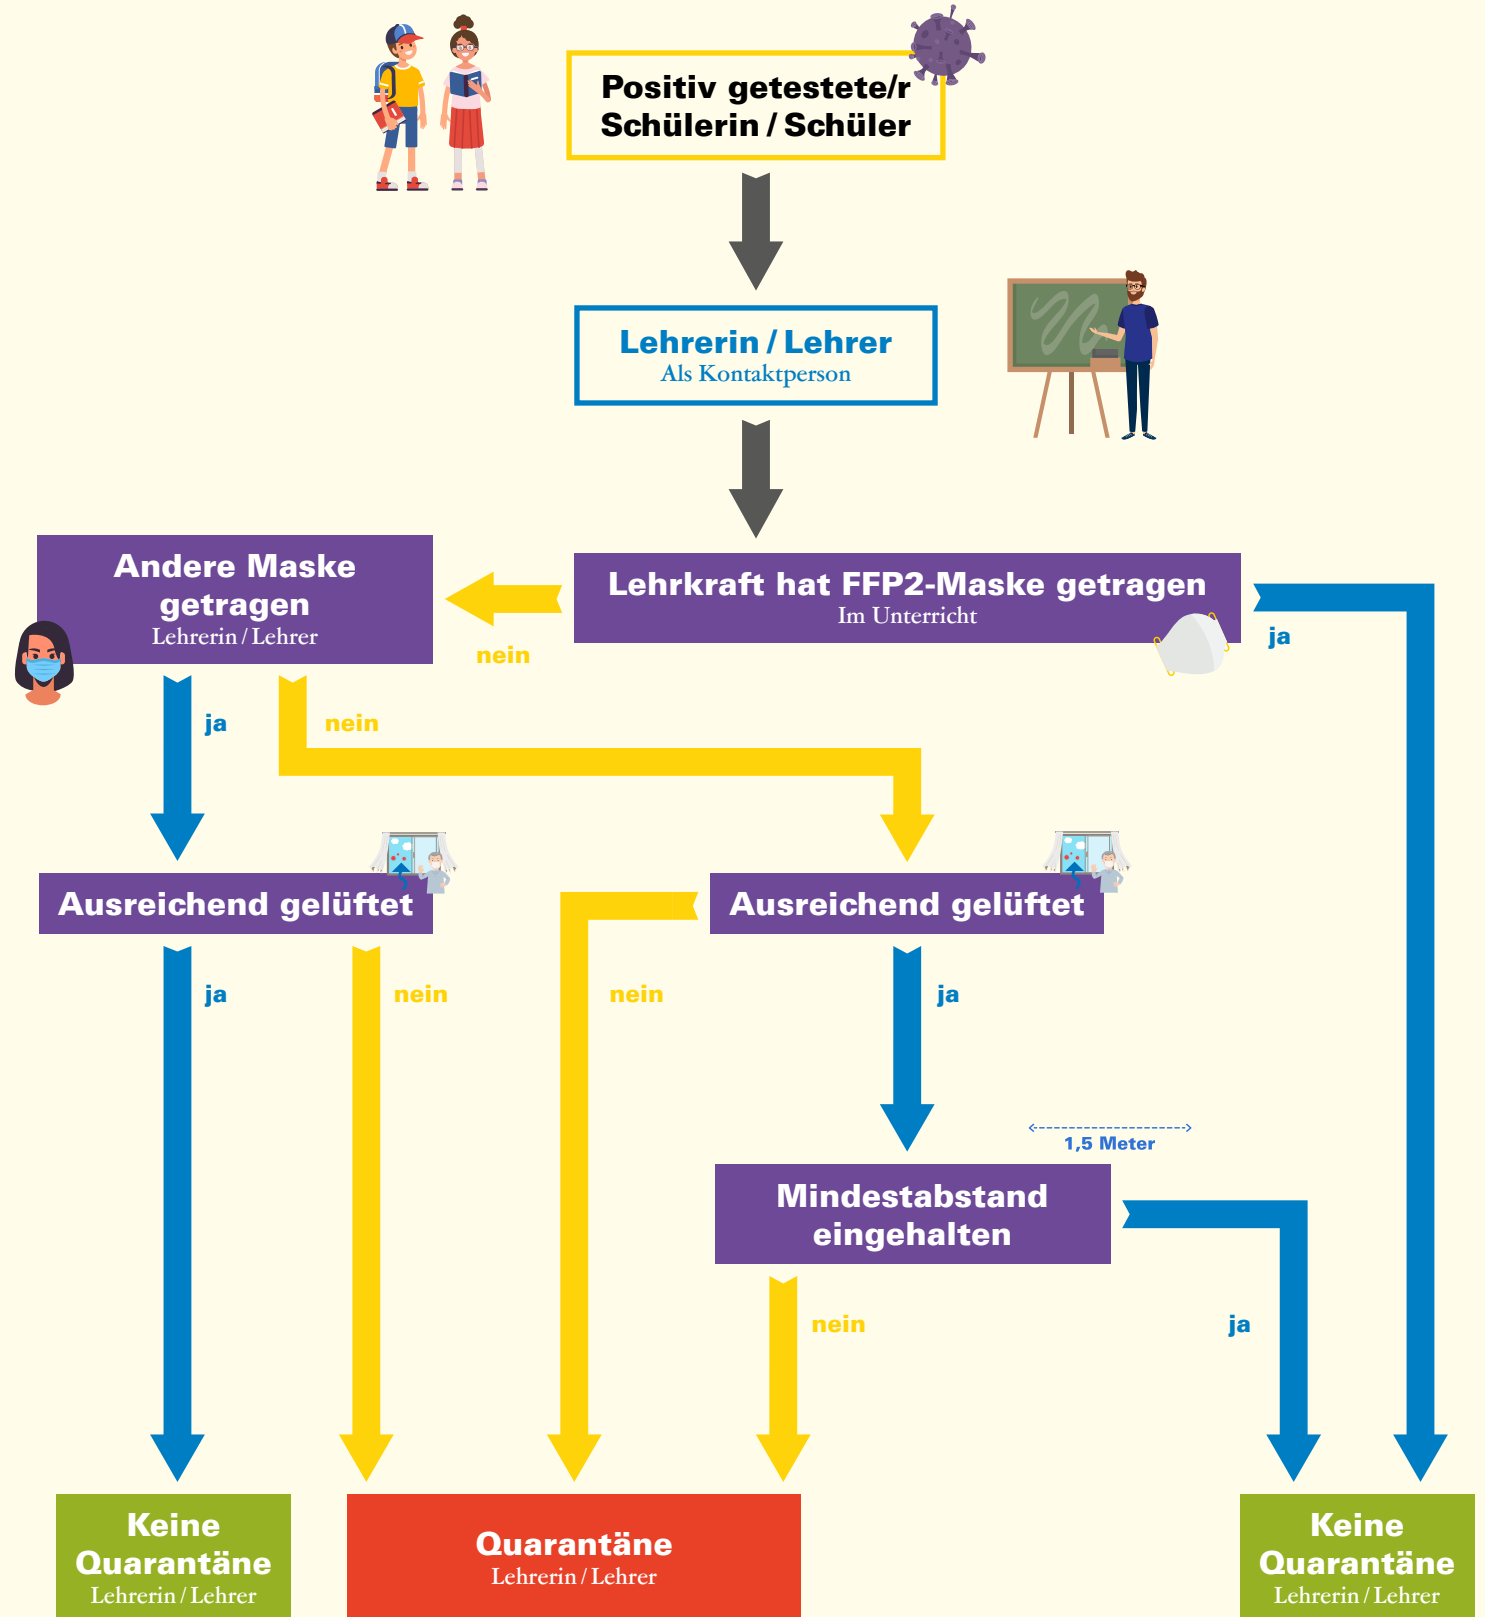 Positiv getestete/r
Schülerin / Schüler
Lehrerin / Lehrer
Als Kontaktperson
Andere Maske
getragen
Lehrerin / Lehrer
Lehrkraft hat FFP2-Maske getragen
Im Unterricht
nein
ja
ja
nein
Ausreichend gelüftet
Ausreichend gelüftet
ja
nein
nein
ja
1,5 Meter
Mindestabstand
eingehalten
nein
ja
Keine
Quarantäne
Lehrerin / Lehrer
Quarantäne
Lehrerin / Lehrer
Keine
Quarantäne
Lehrerin / Lehrer